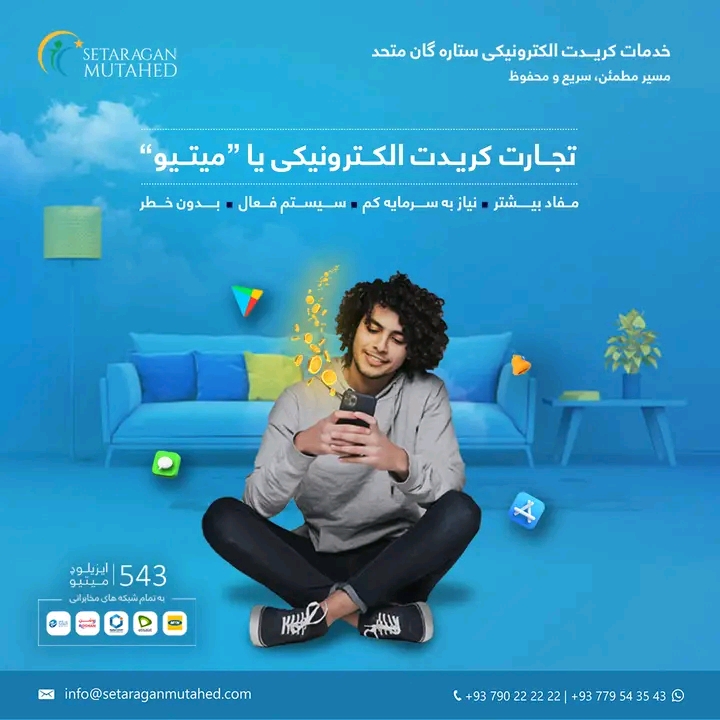 SETARAGAN
MUTAHED
خدمات کریدت الکترونیکی ستاره گان متحد
مسیر مطمئن، سریع و محفوظ
تجارت کریدت الکترونیکی یا "میتیو"
مفاد بیشتر ▪ نیاز به سرمایه کم ▪ سیستم فعال ▪ بدون خطر
543 | ایزیلود
میتیو
به تمام شبکه های مخابراتی
MTN
info@setaraganmutahed.com
+93 790 22 22 22 | +93 779 54 35 43